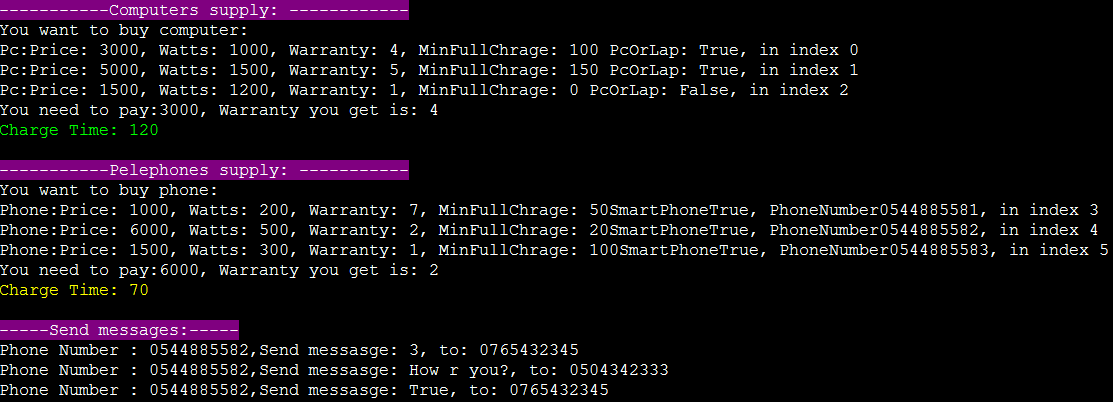 -----------Computers supply: ------------
You want to buy computer:
Pc:Price: 3000, Watts: 1000, Warranty: 4, MinFullChrage: 100 PcOrLap: True, in index 0
Pc:Price: 5000, Watts: 1500, Warranty: 5, MinFullChrage: 150 PcOrLap: True, in index 1
Pc:Price: 1500, Watts: 1200, Warranty: 1, MinFullChrage: 0 PcOrLap: False, in index 2
You need to pay:3000, Warranty you get is: 4
Charge Time: 120
-----------Pelephones supply: -----------
You want to buy phone:
Phone:Price: 1000, Watts: 200, Warranty: 7, MinFullChrage: 50SmartPhoneTrue, PhoneNumber0544885581, in index 3
Phone:Price: 6000, Watts: 500, Warranty: 2, MinFullChrage: 20SmartPhoneTrue, PhoneNumber0544885582, in index 4
Phone:Price: 1500, Watts: 300, Warranty: 1, MinFullChrage: 100SmartPhoneTrue, PhoneNumber0544885583, in index 5
You need to pay:6000, Warranty you get is: 2
Charge Time: 70
-----Send messages:-----
Phone Number : 0544885582,Send messasge: 3, to: 0765432345
Phone Number : 0544885582,Send messasge: How r you?, to: 0504342333
Phone Number : 0544885582,Send messasge: True, to: 0765432345